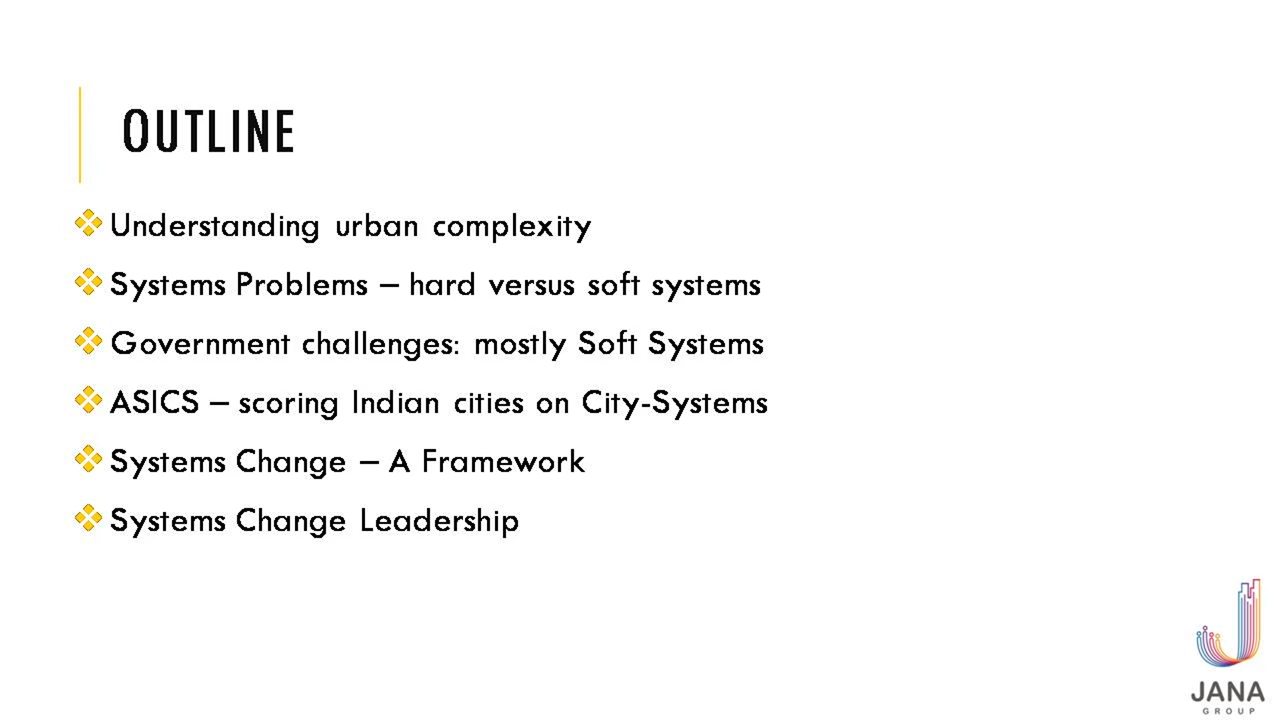 OUTLINE
Understanding urban complexity
Systems Problems – hard versus soft systems
Government challenges: mostly Soft Systems
ASICS – scoring Indian cities on City-Systems
Systems Change – A Framework
Systems Change Leadership
JANA
GROUP